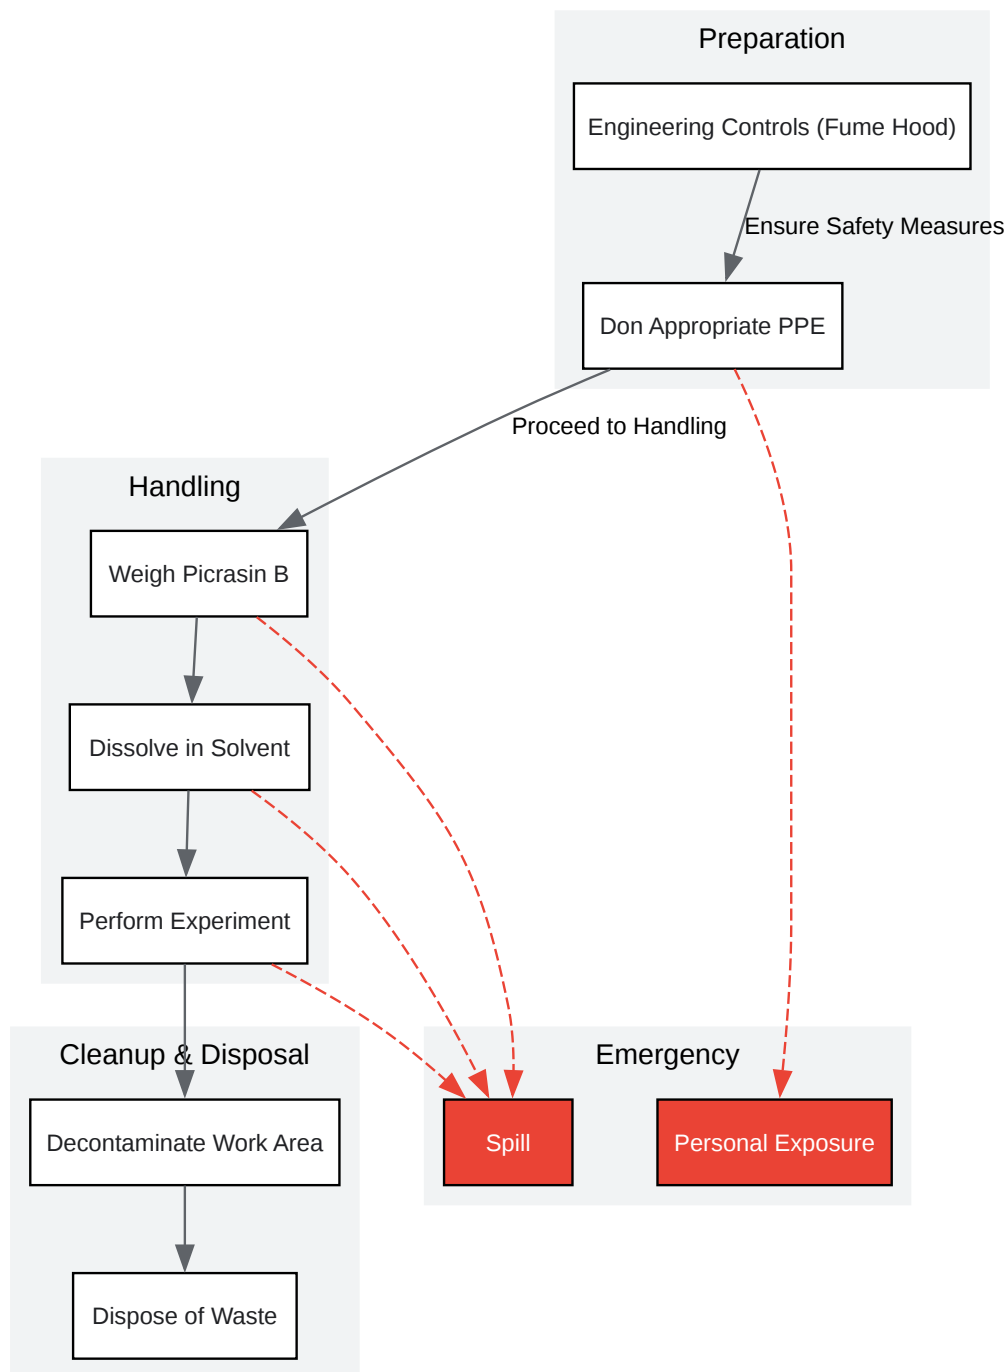 Preparation
Engineering Controls (Fume Hood)
Ensure Safety Measures
Don Appropriate PPE
Proceed to Handling
Handling
Weigh Picrasin B
Dissolve in Solvent
Perform Experiment
Cleanup & Disposal
Decontaminate Work Area
Dispose of Waste
Emergency
Spill
Personal Exposure